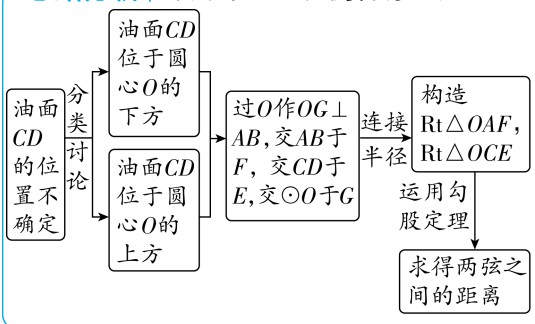 油面
CD
的位
置不
确定
分
类
讨
论
油面CD
位于圆
心O的
下方
油面CD
位于圆
心O的
上方
过O作OG⊥
AB,交AB于
F,交CD于
E,交⊙O于G
连接
半径
构造
Rt△OAF,
Rt△OCE
运用勾
股定理
求得两弦之
间的距离